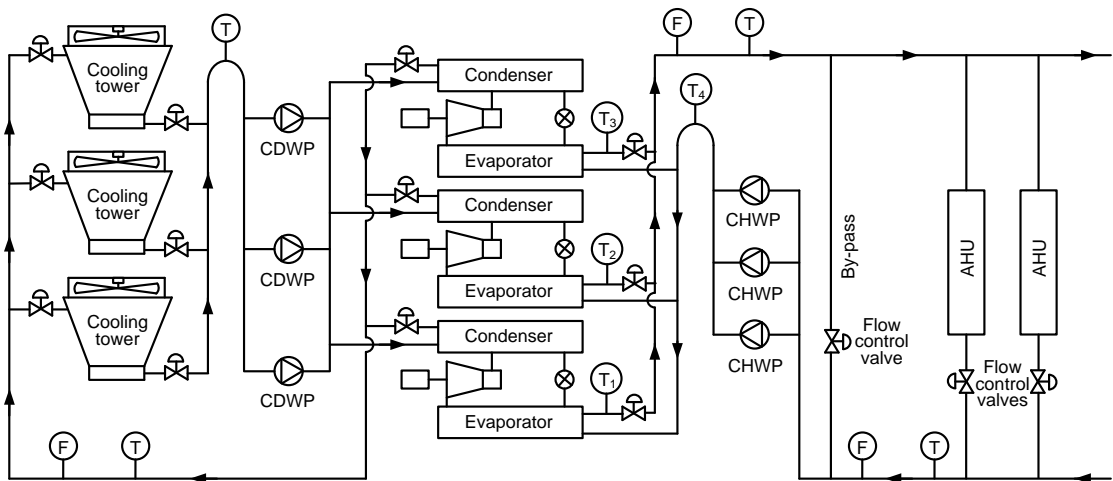 T
F
T
Cooling
tower
Condenser
T4
T3
CDWP
Evaporator
Cooling
tower
Condenser
CHWP
By-pass
AHU
AHU
T2
CDWP
Evaporator
CHWP
Cooling
tower
Condenser
CHWP
Flow
control
valve
T1
CDWP
Flow
control
valves
Evaporator
F
T
F
T